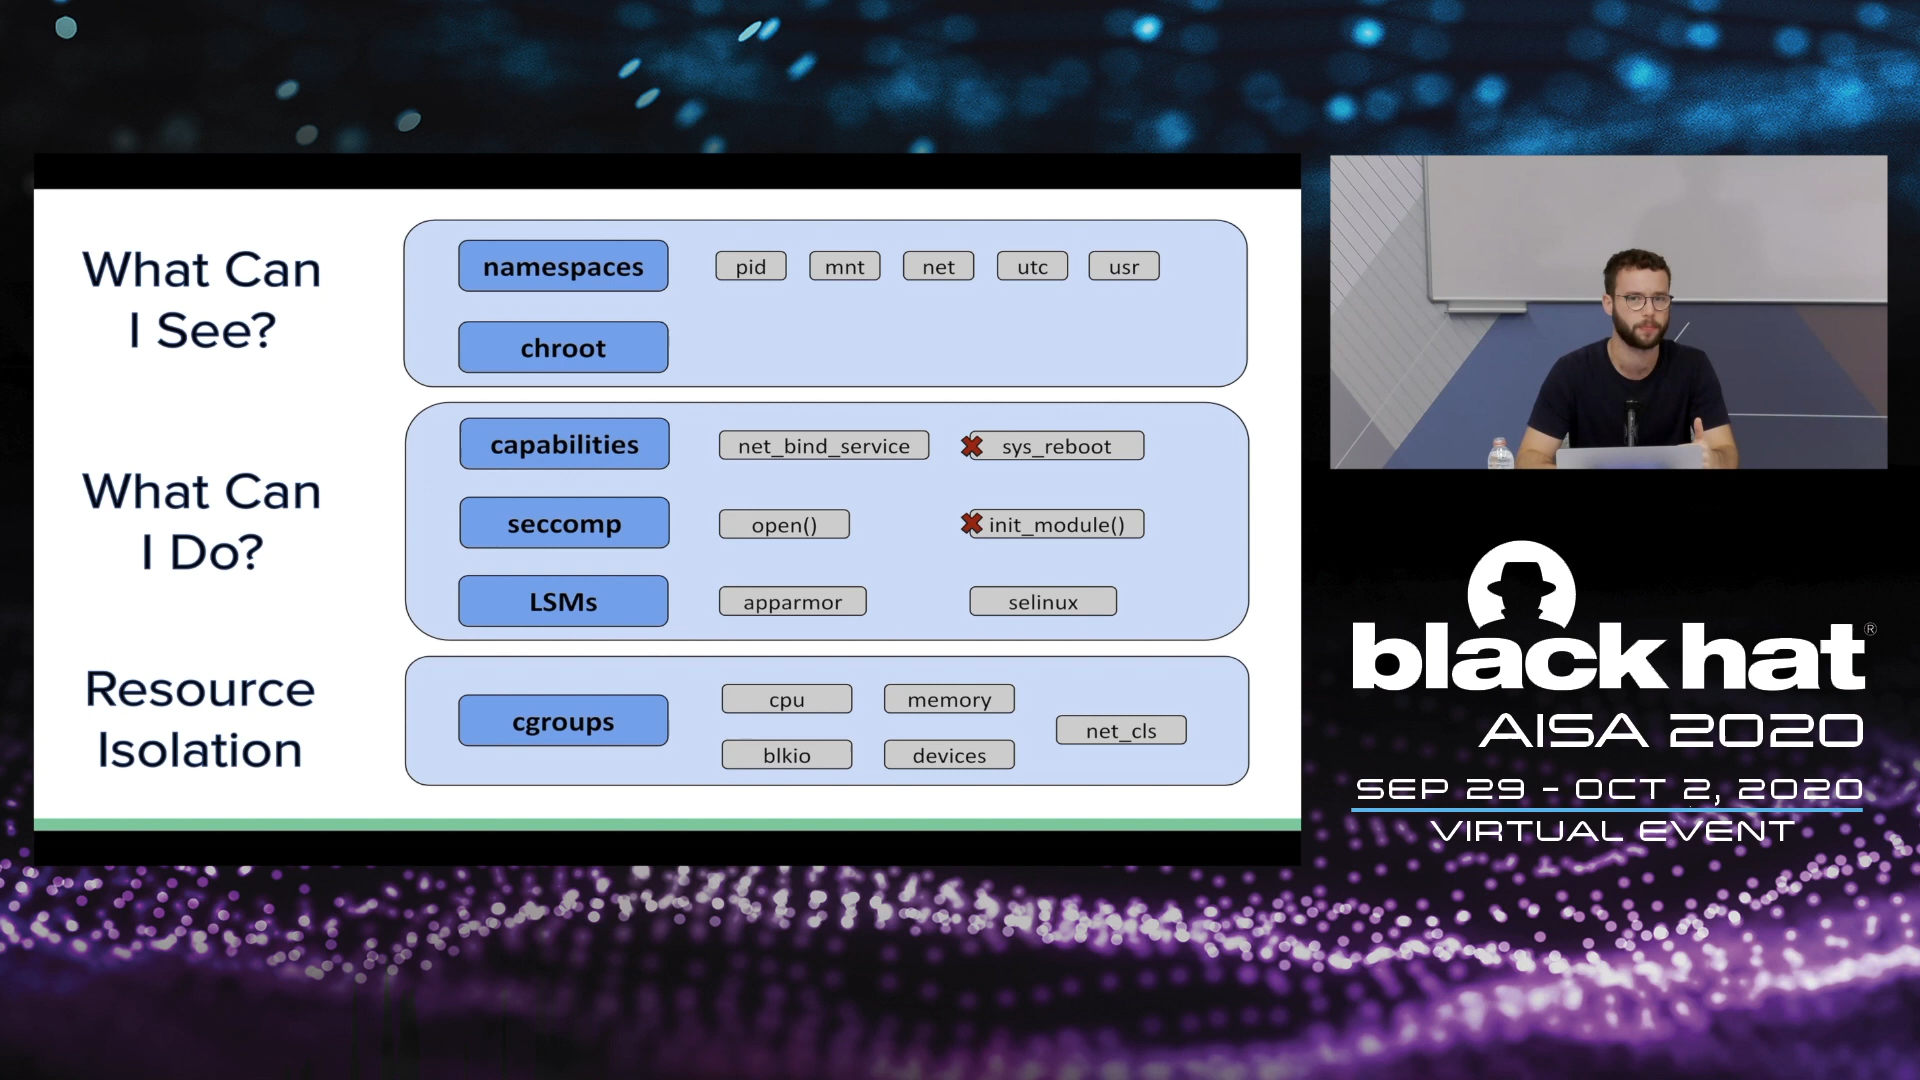 What Can
I See?
namespaces
pid
mnt
net
utc
usr
chroot
What Can
I Do?
capabilities
net_bind_service
sys_reboot
seccomp
open()
init_module()
LSMs
apparmor
selinux
Resource
Isolation
cgroups
cpu
memory
net_cls
blkio
devices
black hat®
AISA 2020
SEP 29 - OCT 2, 2020
VIRTUAL EVENT